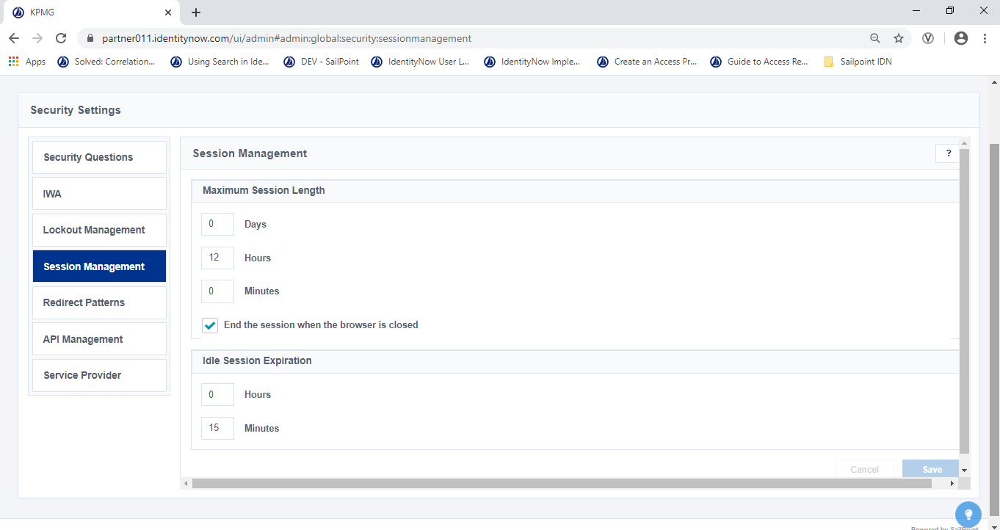 KPMG
partner011.identitynow.com/ui/admin#admin:global:security:sessionmanagement
Apps Solved: Correlation... Using Search in Ide... DEV - SailPoint IdentityNow User L... IdentityNow Imple... Create an Access Pr... Guide to Access Re... Sailpoint IDN
Security Settings
Security Questions
IWA
Lockout Management
Session Management
Redirect Patterns
API Management
Service Provider
Session Management
?
Maximum Session Length
0 Days
12 Hours
0 Minutes
End the session when the browser is closed
Idle Session Expiration
0 Hours
15 Minutes
Cancel Save
Powered by SailPoint